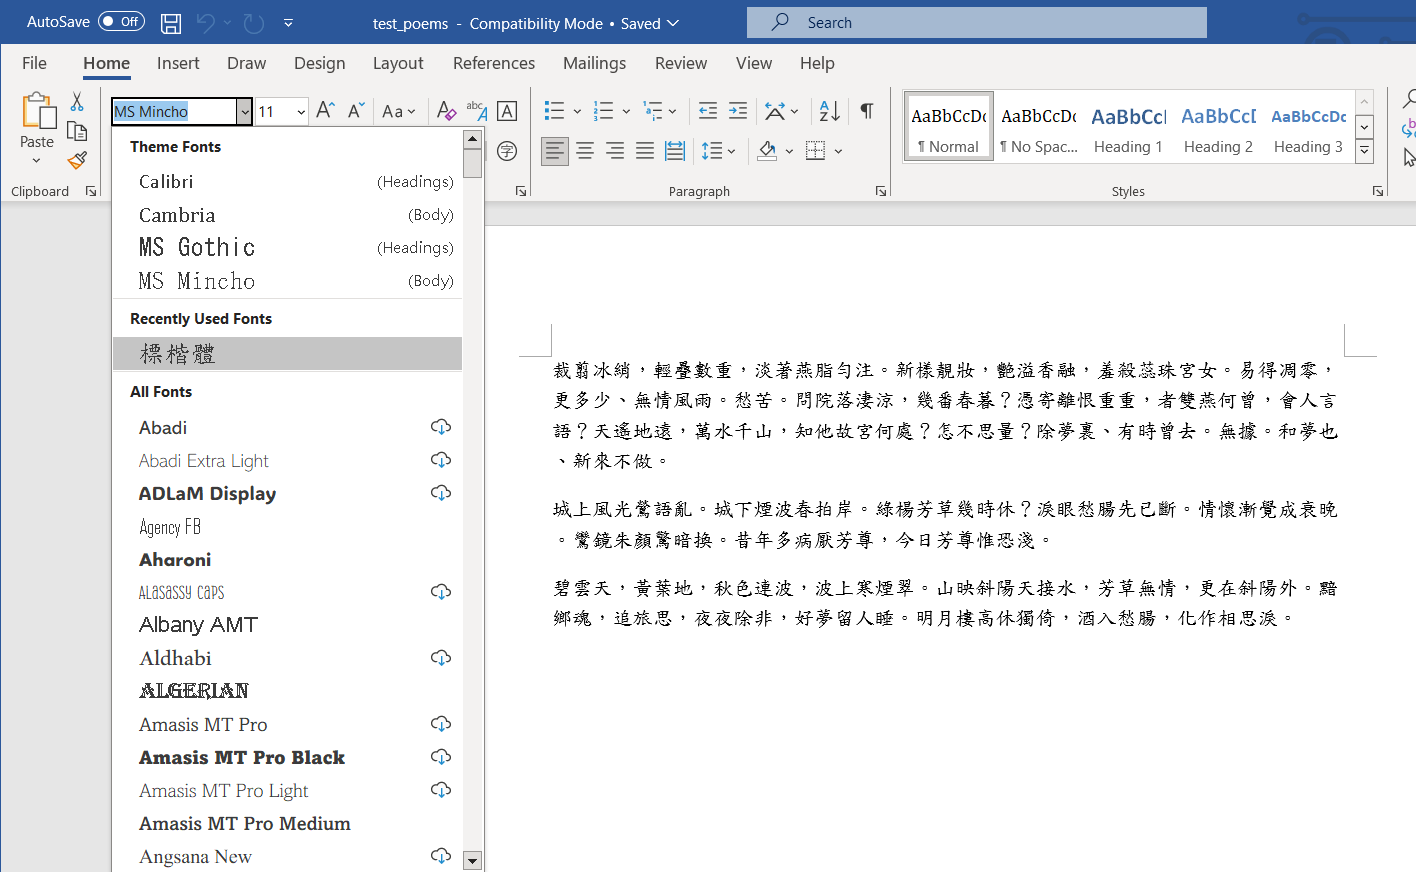 AutoSave Off test_poems - Compatibility Mode • Saved Search
File Home Insert Draw Design Layout References Mailings Review View Help
MS Mincho 11 Aa abc A A 字
Paste
Clipboard
Paragraph
Styles
AaBbCcDc AaBbCcDc AaBbCcI AaBbCcD AaBbCcDc
¶ Normal ¶ No Spac... Heading 1 Heading 2 Heading 3
Theme Fonts
Calibri (Headings)
Cambria (Body)
MS Gothic (Headings)
MS Mincho (Body)
Recently Used Fonts
標楷體
All Fonts
Abadi
Abadi Extra Light
ADLaM Display
Agency FB
Aharoni
Alasassy Caps
Albany AMT
Aldhabi
ALGERIAN
Amasis MT Pro
Amasis MT Pro Black
Amasis MT Pro Light
Amasis MT Pro Medium
Angsana New
裁剪冰綃，輕疊數重，淡著燕脂勻注。新樣靚妝，艷溢香融，羞殺蕊珠宮女。易得凋零，
更多少、無情風雨。愁苦。問院落淒涼，幾番春暮？憑寄離恨重重，者雙燕何曾，會人言
語？天遙地遠，萬水千山，知他故宮何處？怎不思量？除夢裏、有時曾去。無據。和夢也
、新來不做。
城上風光鶯語亂。城下煙波春拍岸。綠楊芳草幾時休？淚眼愁腸先已斷。情懷漸覺成衰晚
。鸞鏡朱顏驚暗換。昔年多病厭芳尊，今日芳尊惟恐淺。
碧雲天，黃葉地，秋色連波，波上寒煙翠。山映斜陽天接水，芳草無情，更在斜陽外。黯
鄉魂，追旅思，夜夜除非，好夢留人睡。明月樓高休獨倚，酒入愁腸，化作相思淚。